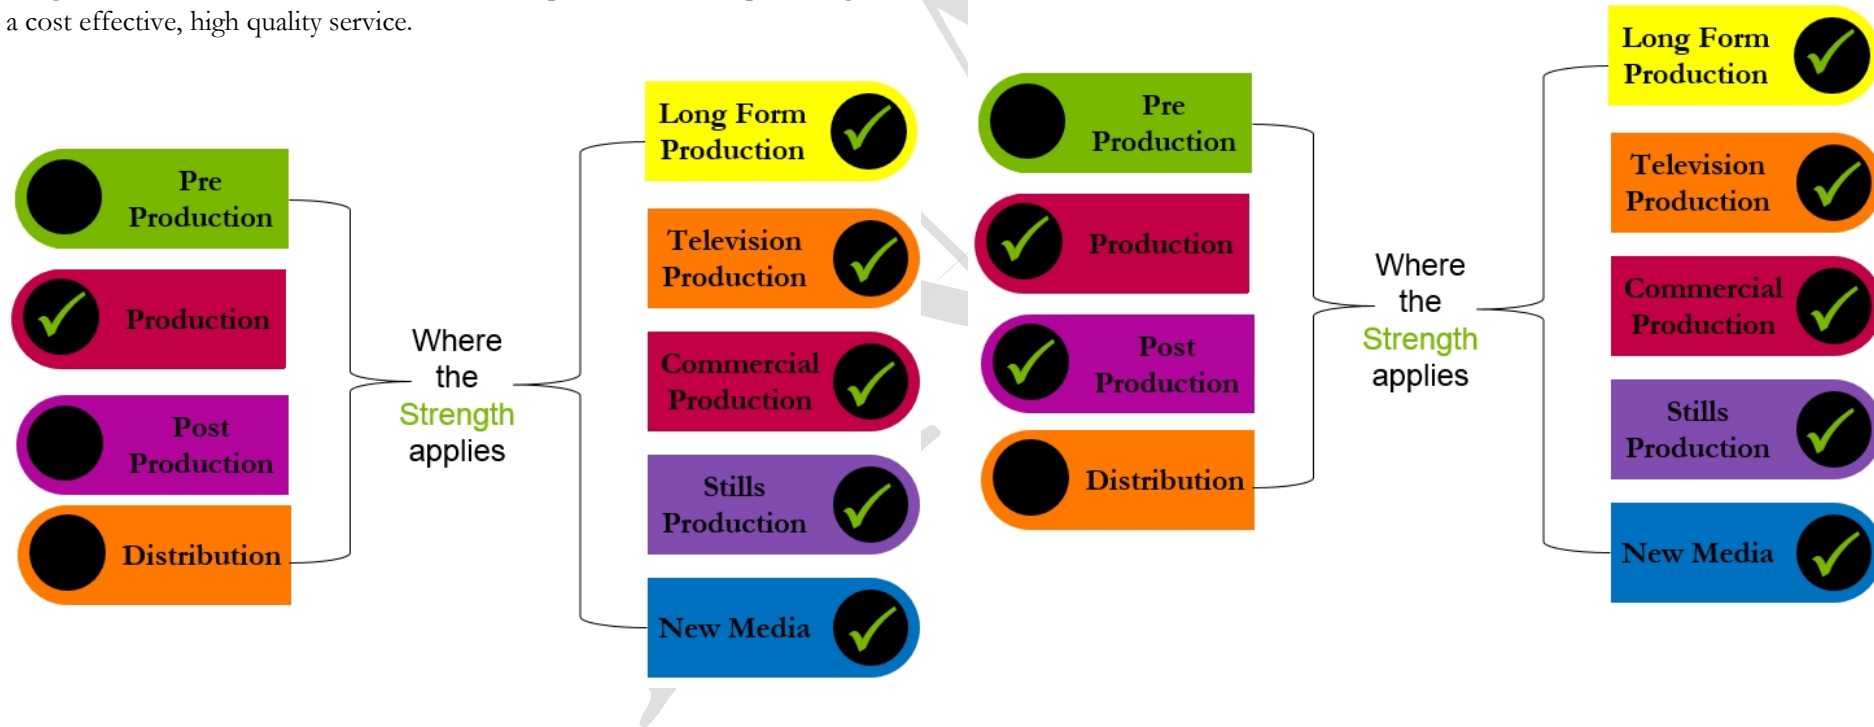 a cost effective, high quality service.
Pre
Production
Production
Post
Production
Distribution
Where
the
Strength
applies
Long Form
Production
Television
Production
Commercial
Production
Stills
Production
New Media
Pre
Production
Production
Post
Production
Distribution
Where
the
Strength
applies
Long Form
Production
Television
Production
Commercial
Production
Stills
Production
New Media